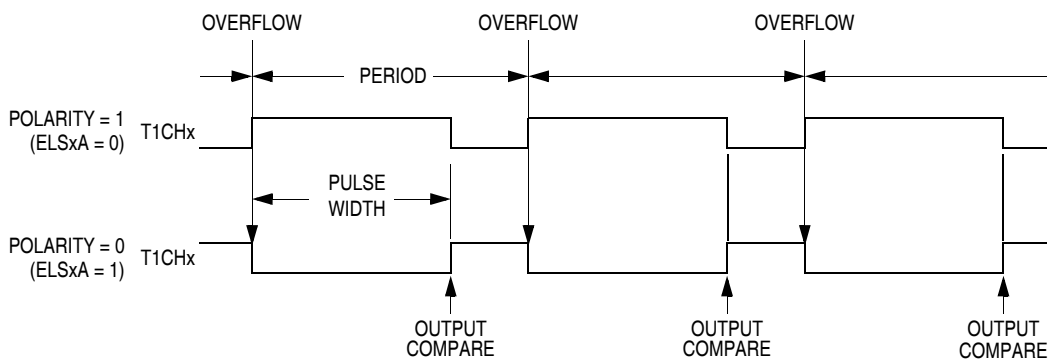 OVERFLOW
OVERFLOW
OVERFLOW
PERIOD
POLARITY = 1
(ELSxA = 0)
T1CHx
PULSE
WIDTH
POLARITY = 0
(ELSxA = 1)
T1CHx
OUTPUT
COMPARE
OUTPUT
COMPARE
OUTPUT
COMPARE